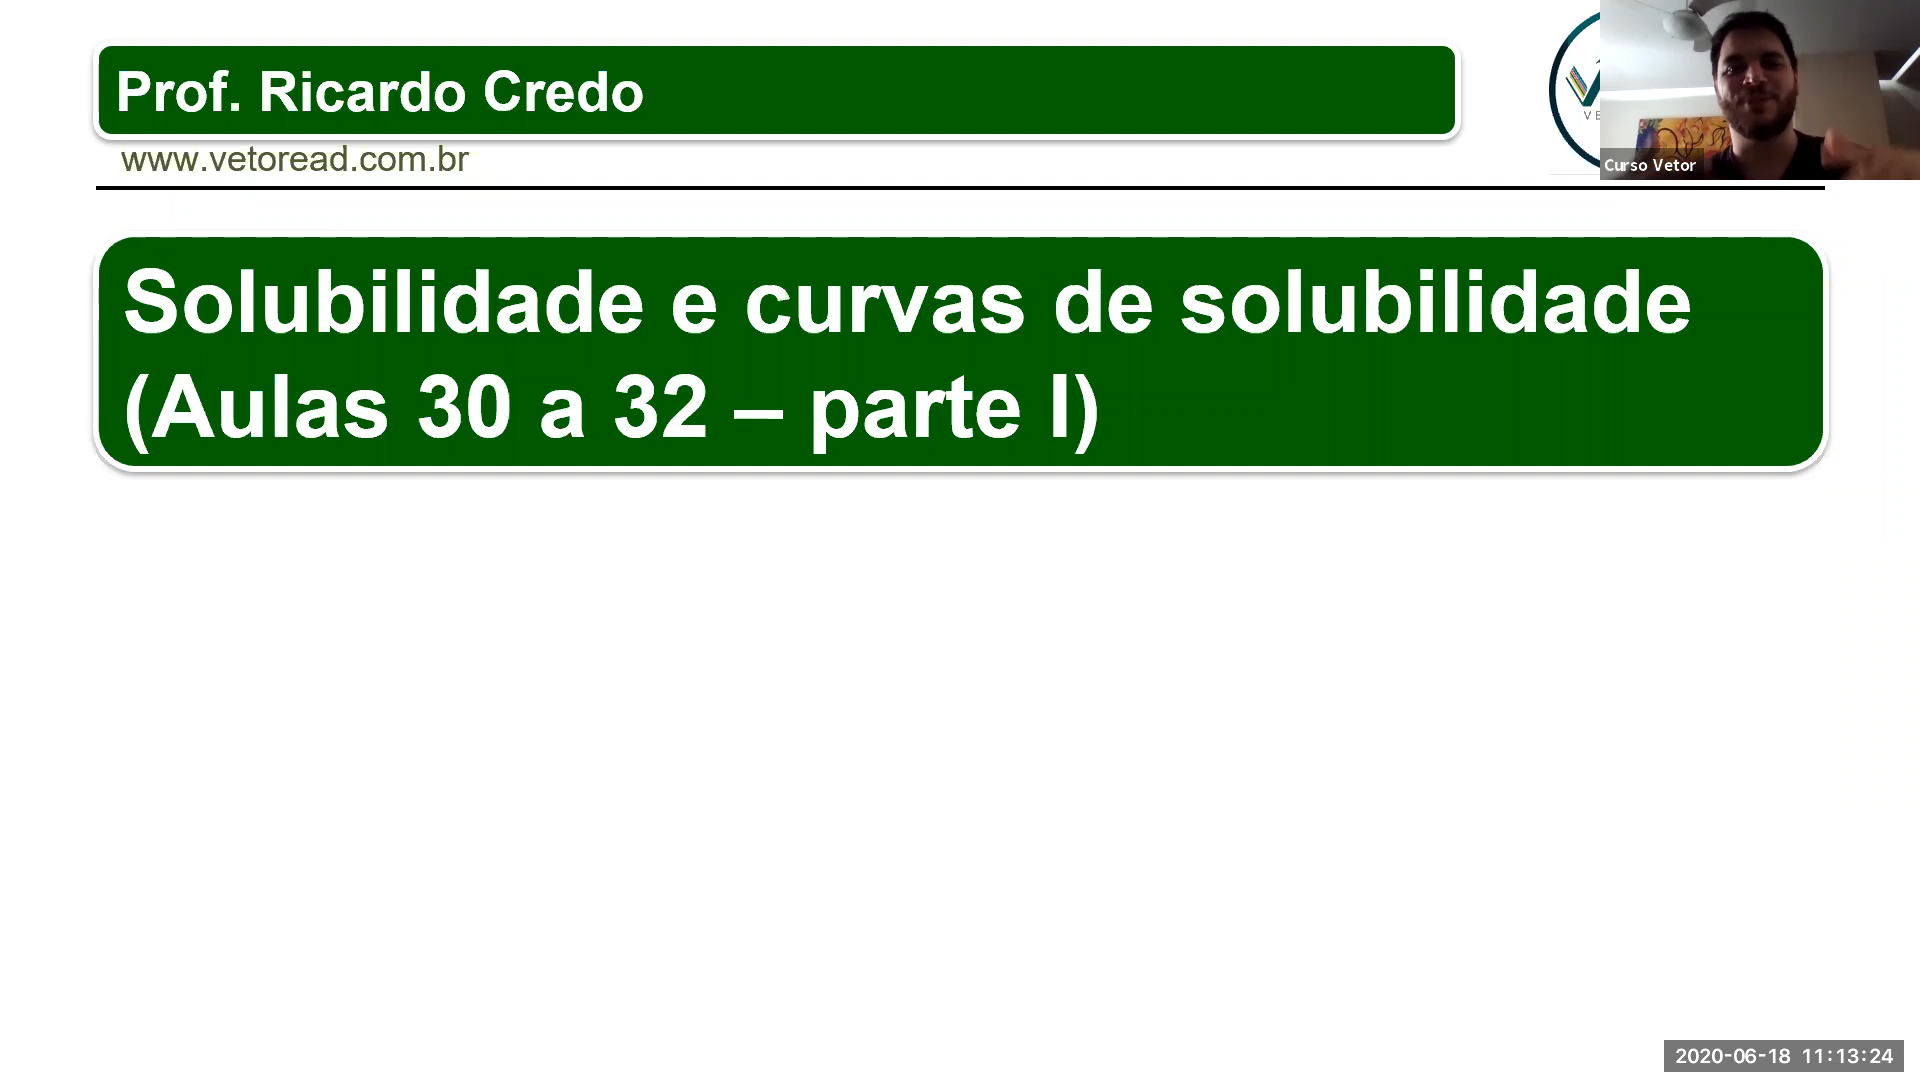 Prof. Ricardo Credo
www.vetoread.com.br
Curso Vetor
Solubilidade e curvas de solubilidade
(Aulas 30 a 32 – parte I)
2020-06-18 11:13:24